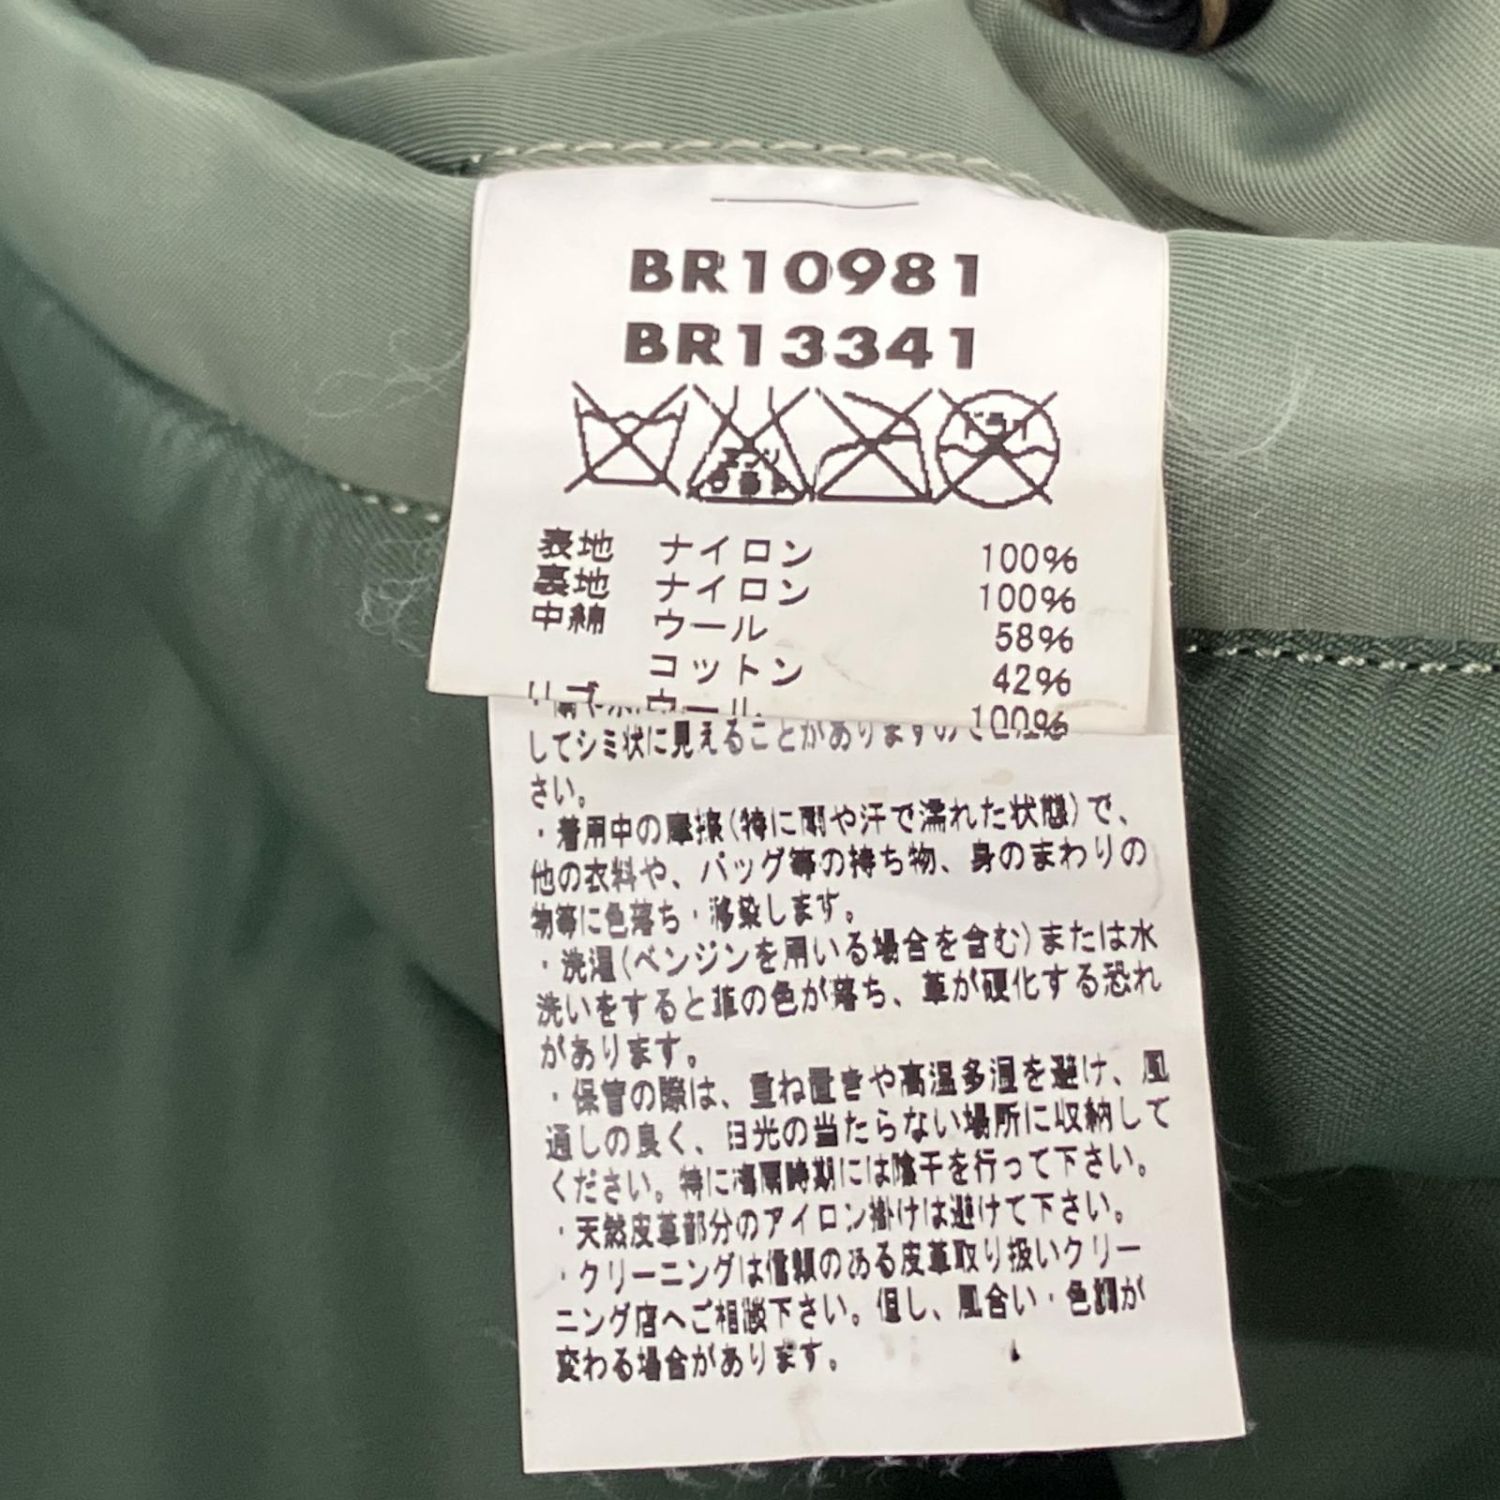 BR10981
BR13341
表地 ナイロン 100%
裏地 ナイロン 100%
中綿 ウール 58%
コットン 42%
リブ ウール 100%
してシミ状に見えることがありますのでご注意
さい。
・着用中の摩擦(特に雨や汗で濡れた状態)で、
他の衣料や、バッグ等の持ち物、身のまわりの
物等に色落ち・移染します。
・洗濯(ベンジンを用いる場合を含む)または水
洗いをすると革の色が落ち、革が硬化する恐れ
があります。
・保管の際は、重ね置きや高温多湿を避け、風
通しの良く、日光の当たらない場所に収納して
ください。特に梅雨時期には陰干を行って下さい。
・天然皮革部分のアイロン掛けは避けて下さい。
・クリーニングは信頼のある皮革取り扱いクリー
ニング店へご相談下さい。但し、風合い・色調が
変わる場合があります。